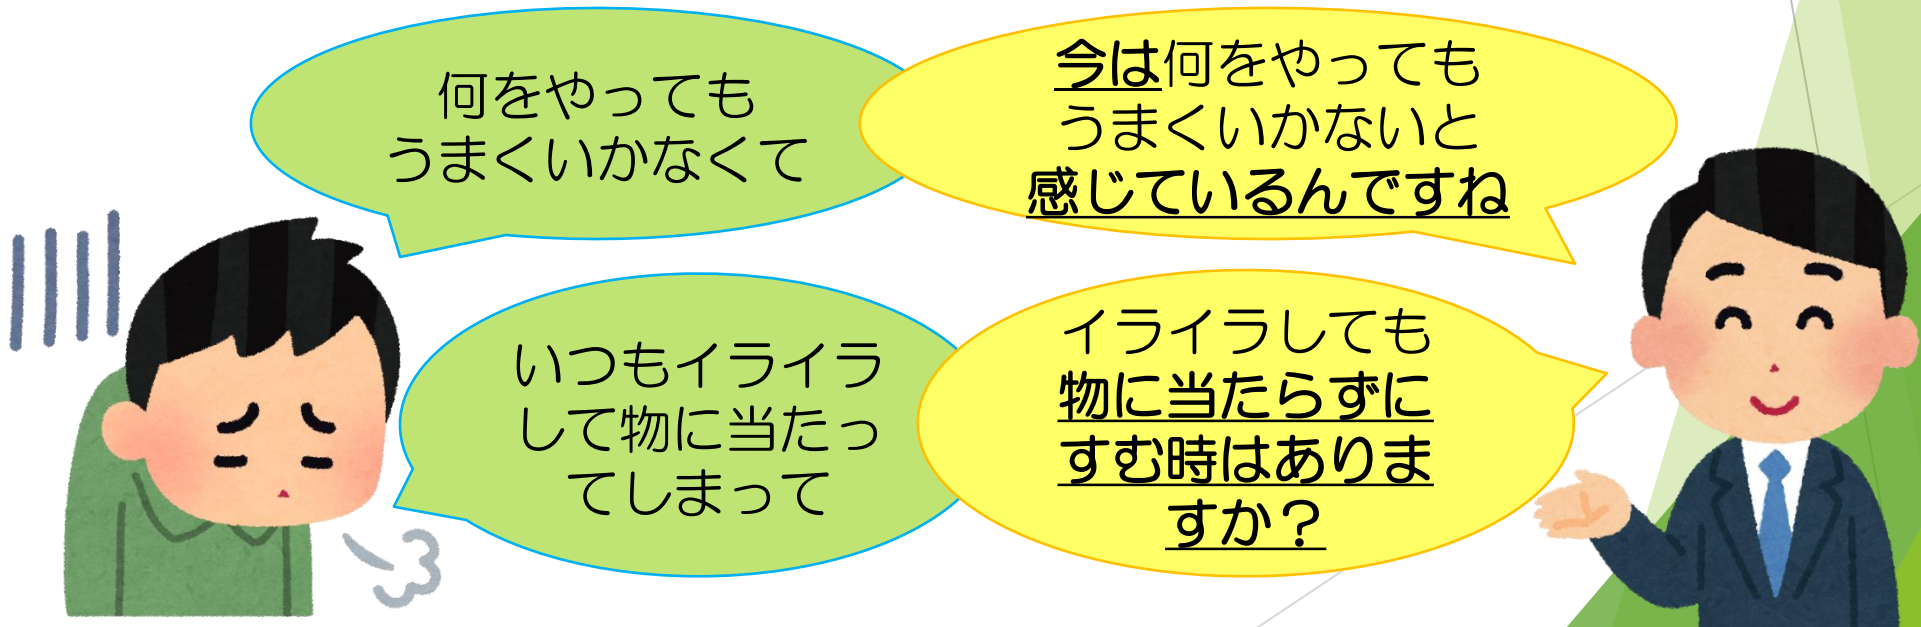 何をやっても
うまくいかなくて
今は何をやっても
うまくいかないと
感じているんですね
いつもイライラ
して物に当たっ
てしまって
イライラしても
物に当たらずに
すむ時はありま
すか？